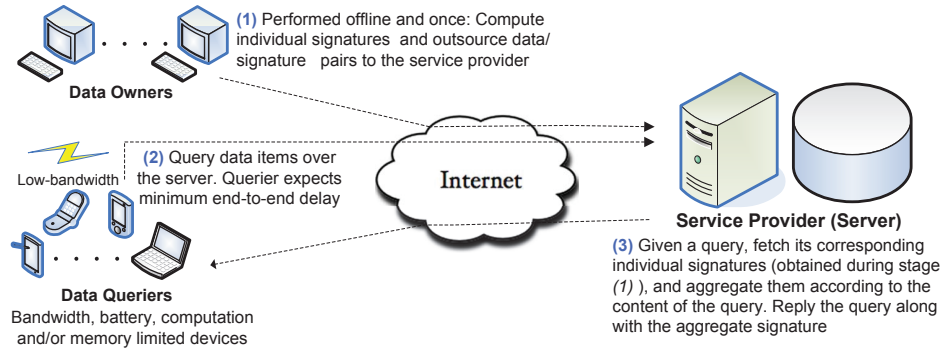 (1) Performed offline and once: Compute
individual signatures and outsource data/
signature pairs to the service provider
Data Owners
(2) Query data items over
the server. Querier expects
minimum end-to-end delay
Low-bandwidth
Internet
Service Provider (Server)
(3) Given a query, fetch its corresponding
individual signatures (obtained during stage
(1) ), and aggregate them according to the
content of the query. Reply the query along
with the aggregate signature
Data Queriers
Bandwidth, battery, computation
and/or memory limited devices